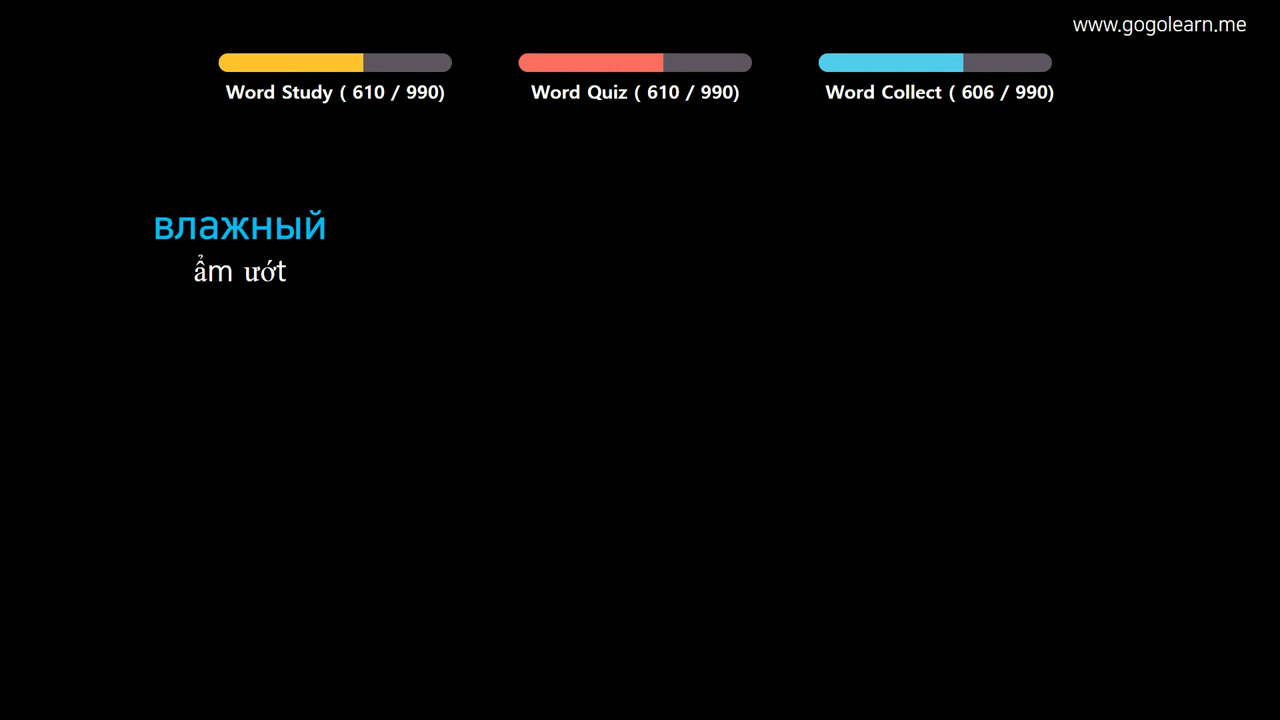 www.gogolearn.me
Word Study ( 610 / 990)
Word Quiz ( 610 / 990)
Word Collect ( 606 / 990)
влажный
ẩm ướt